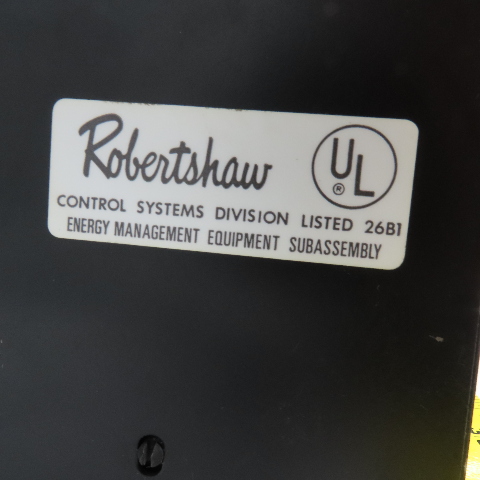 Robertshaw
UL
®
CONTROL SYSTEMS DIVISION LISTED 26B1
ENERGY MANAGEMENT EQUIPMENT SUBASSEMBLY